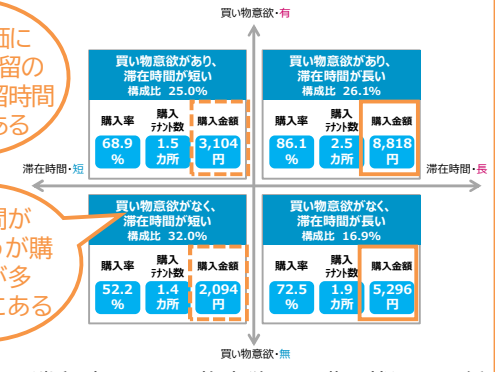 買い物意欲・有
価に
留の
留時間
ある
買い物意欲があり、
滞在時間が短い
構成比 25.0%
購入率
購入
テナント数
購入金額
68.9
%
1.5
カ所
3,104
円
買い物意欲があり、
滞在時間が長い
構成比 26.1%
購入率
購入
テナント数
購入金額
86.1
%
2.5
カ所
8,818
円
滞在時間・短
滞在時間・長
間が
うが購
が多
にある
買い物意欲がなく、
滞在時間が短い
構成比 32.0%
購入率
購入
テナント数
購入金額
52.2
%
1.4
カ所
2,094
円
買い物意欲がなく、
滞在時間が長い
構成比 16.9%
購入率
購入
テナント数
購入金額
72.5
%
1.9
カ所
5,296
円
買い物意欲・無